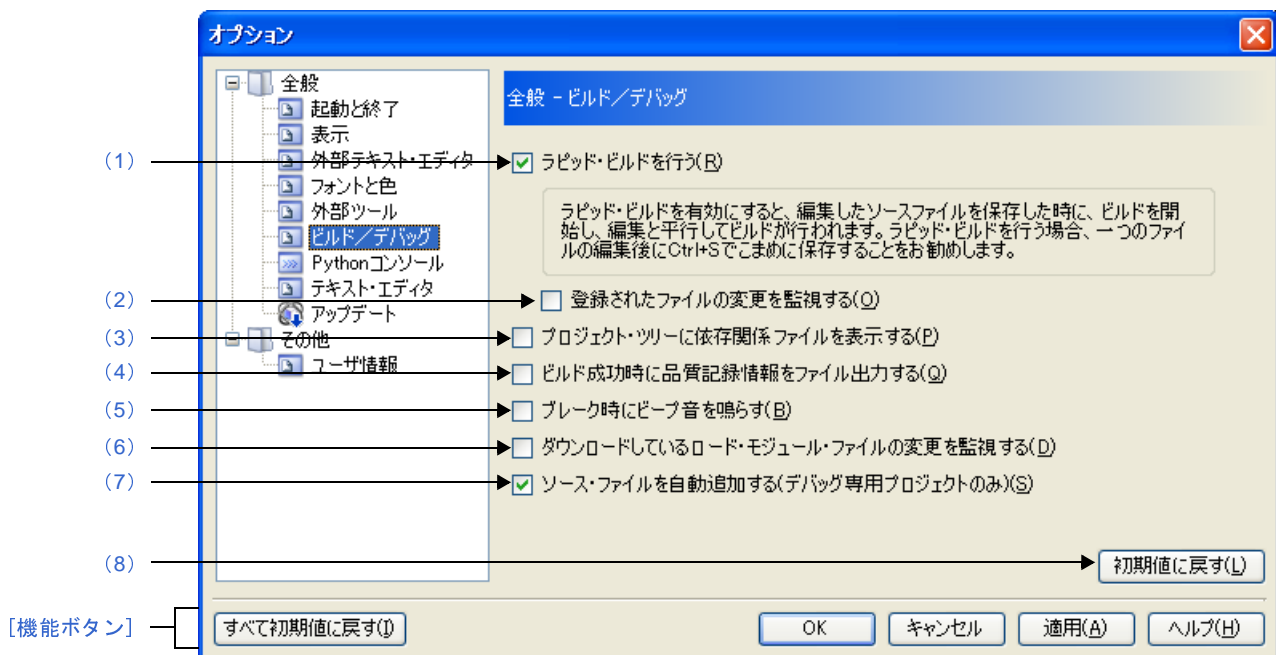 オプション
全般
起動と終了
表示
外部テキスト・エディタ
フォントと色
外部ツール
ビルド／デバッグ
Pythonコンソール
テキスト・エディタ
アップデート
その他
ユーザ情報
全般 - ビルド／デバッグ
(1)
ラピッド・ビルドを行う(R)
ラピッド・ビルドを有効にすると、編集したソースファイルを保存した時に、ビルドを開
始し、編集と平行してビルドが行われます。ラピッド・ビルドを行う場合、一つのファイ
ルの編集後にCtrl+Sでこまめに保存することをお勧めします。
(2)
登録されたファイルの変更を監視する(O)
(3)
プロジェクト・ツリーに依存関係ファイルを表示する(P)
(4)
ビルド成功時に品質記録情報をファイル出力する(Q)
(5)
ブレーク時にビープ音を鳴らす(B)
(6)
ダウンロードしているロード・モジュール・ファイルの変更を監視する(D)
(7)
ソース・ファイルを自動追加する(デバッグ専用プロジェクトのみ)(S)
(8)
初期値に戻す(L)
[機能ボタン]
すべて初期値に戻す(I)
OK
キャンセル
適用(A)
ヘルプ(H)